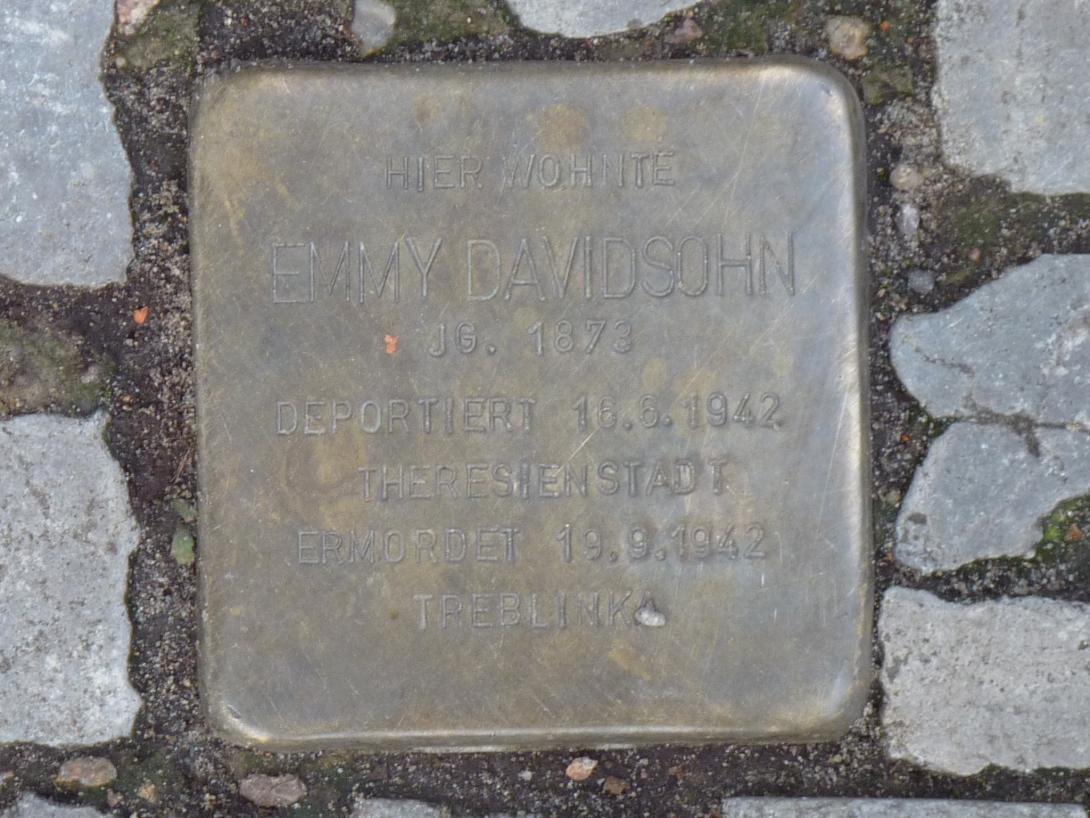 HIER WOHNTE
EMMY DAVIDSOHN
JG. 1873
DEPORTIERT 16.6.1942
THERESIENSTADT
ERMORDET 19.9.1942
TREBLINKA